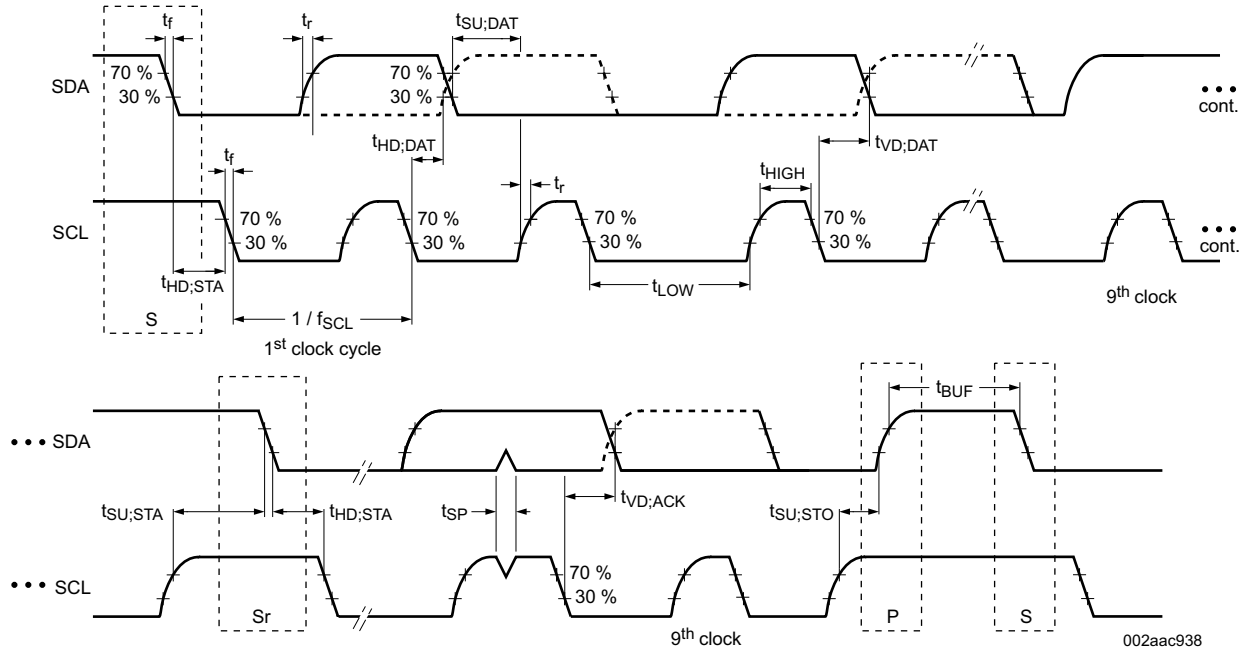 tf tr tSU;DAT
SDA 70 % 30 % 70 % 30 % ••• cont.
tHD;DAT tVD;DAT
tf tr tHIGH
SCL 70 % 30 % 70 % 30 % 70 % 30 % 70 % 30 % ••• cont.
tHD;STA tLOW 9th clock
S 1 / fSCL
1st clock cycle
tBUF
••• SDA
tSU;STA tHD;STA tSP tVD;ACK tSU;STO
••• SCL 70 % 30 %
Sr 9th clock P S
002aac938